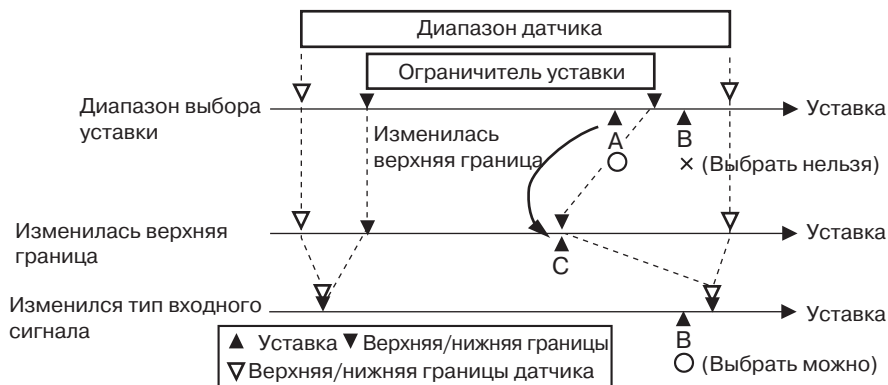 Диапазон датчика
Ограничитель уставки
Диапазон выбора
уставки
Уставка
Изменилась
верхняя граница
A
B
× (Выбрать нельзя)
Изменилась верхняя
граница
Уставка
C
Изменился тип входного
сигнала
Уставка
B
(Выбрать можно)
▲ Уставка ▼ Верхняя/нижняя границы
▽ Верхняя/нижняя границы датчика